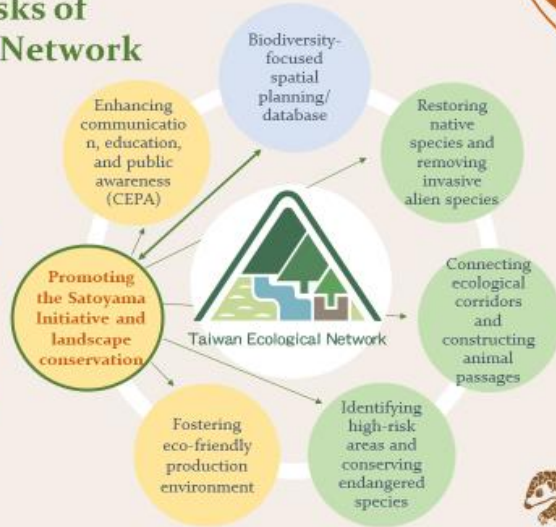 sks of
Network
Biodiversity-
focused
spatial
planning/
database
Enhancing
communicatio
n, education,
and public
awareness
(CEPA)
Restoring
native
species and
removing
invasive
alien species
Promoting
the Satoyama
Initiative and
landscape
conservation
Taiwan Ecological Network
Connecting
ecological
corridors
and
constructing
animal
passages
Fostering
eco-friendly
production
environment
Identifying
high-risk
areas and
conserving
endangered
species